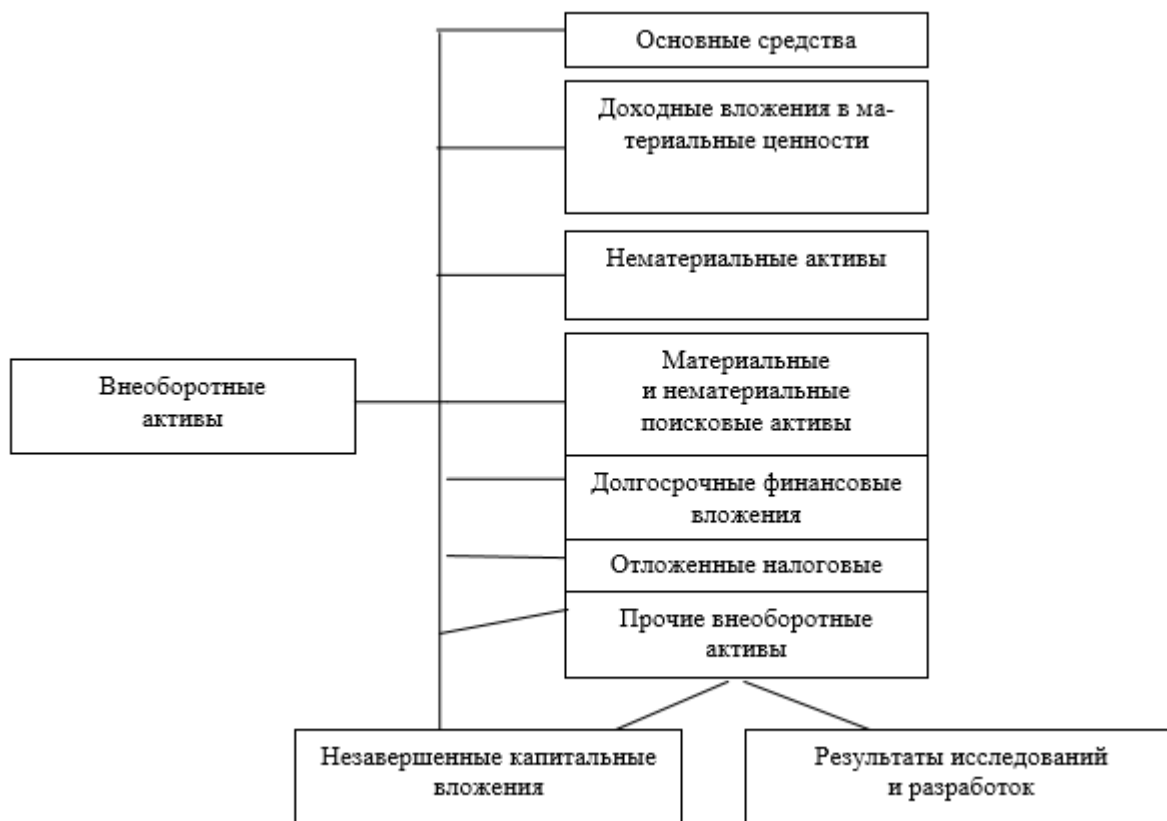 Основные средства
Доходные вложения в ма-
териальные ценности
Нематериальные активы
Внеоборотные
активы
Материальные
и нематериальные
поисковые активы
Долгосрочные финансовые
вложения
Отложенные налоговые
Прочие внеоборотные
активы
Незавершенные капитальные
вложения
Результаты исследований
и разработок